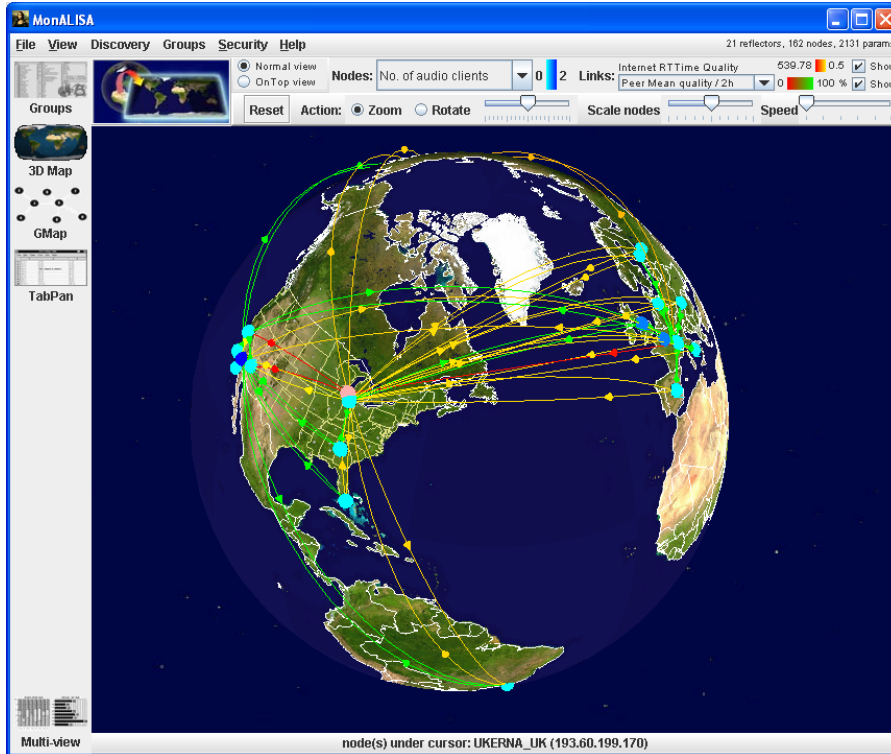 MonALISA
File View Discovery Groups Security Help
21 reflectors, 162 nodes, 2131 params
Groups
3D Map
GMap
TabPan
Multi-view
Normal view
OnTop view
Nodes: No. of audio clients 0 2
Links: Internet RTTime Quality 539.78 0.5 Sho
Peer Mean quality / 2h 0 100 % Sho
Reset Action: Zoom Rotate Scale nodes Speed
node(s) under cursor: UKERNA_UK (193.60.199.170)